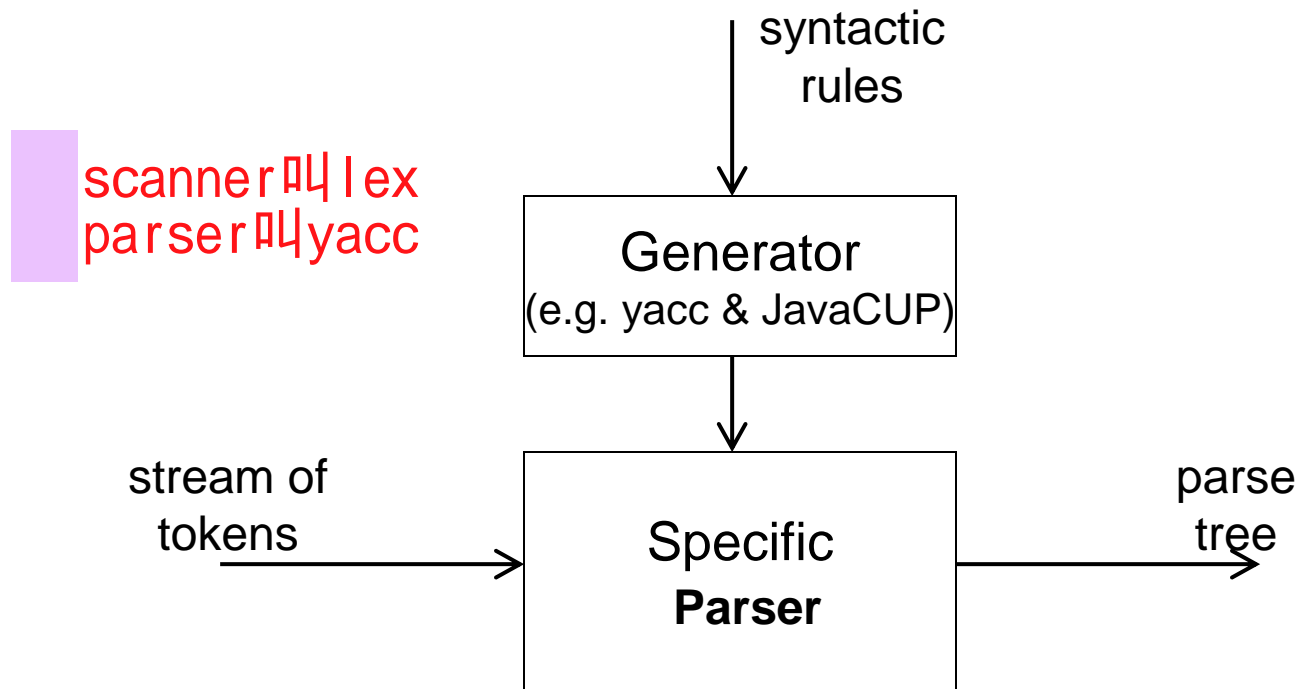 syntactic
rules
scanner叫lex
parser叫yacc
Generator
(e.g. yacc & JavaCUP)
stream of
tokens
Specific
Parser
parse
tree